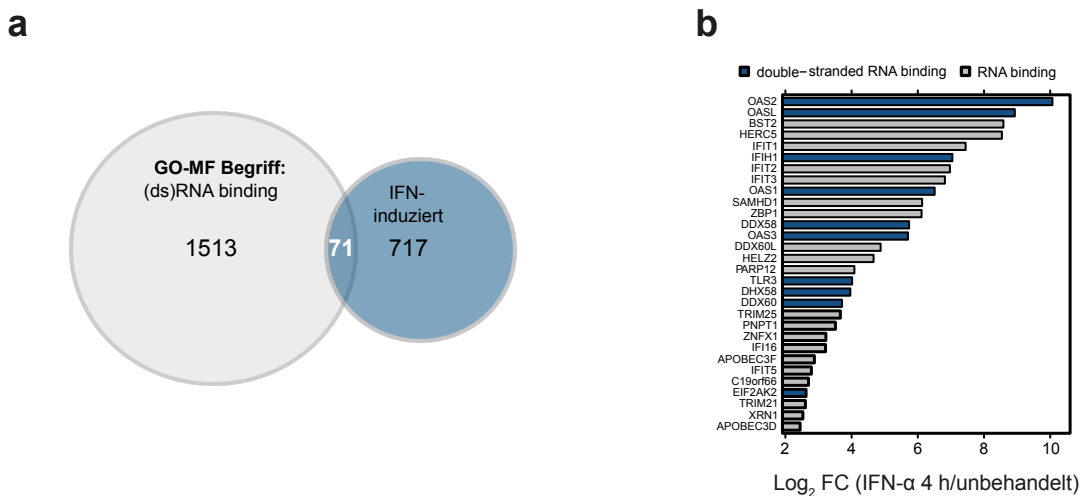 a
GO-MF Begriff:
(ds)RNA binding
IFN-
induziert
1513
71
717
b
double−stranded RNA binding
RNA binding
OAS2
OASL
BST2
HERC5
IFIT1
IFIH1
IFIT2
IFIT3
OAS1
SAMHD1
ZBP1
DDX58
OAS3
DDX60L
HELZ2
PARP12
TLR3
DHX58
DDX60
TRIM25
PNPT1
ZNFX1
IFI16
APOBEC3F
IFIT5
C19orf66
EIF2AK2
TRIM21
XRN1
APOBEC3D
2 4 6 8 10
Log₂ FC (IFN-α 4 h/unbehandelt)